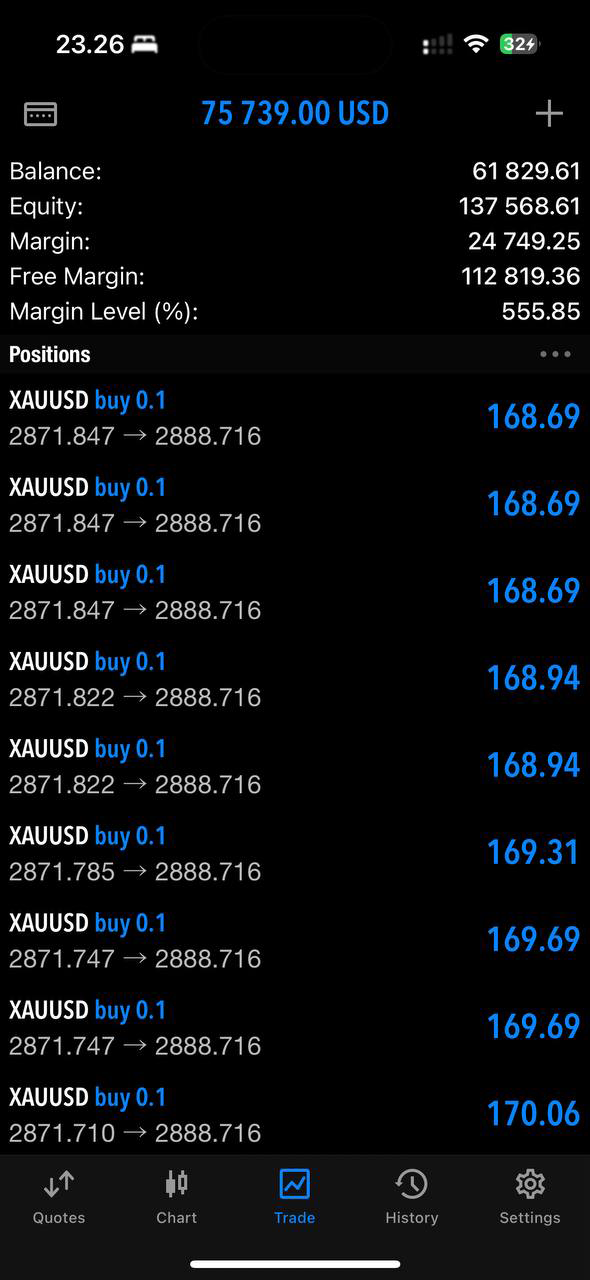 23.26
32
75 739.00 USD
Balance: 61 829.61
Equity: 137 568.61
Margin: 24 749.25
Free Margin: 112 819.36
Margin Level (%): 555.85
Positions
XAUUSD buy 0.1
2871.847 → 2888.716 168.69
XAUUSD buy 0.1
2871.847 → 2888.716 168.69
XAUUSD buy 0.1
2871.847 → 2888.716 168.69
XAUUSD buy 0.1
2871.822 → 2888.716 168.94
XAUUSD buy 0.1
2871.822 → 2888.716 168.94
XAUUSD buy 0.1
2871.785 → 2888.716 169.31
XAUUSD buy 0.1
2871.747 → 2888.716 169.69
XAUUSD buy 0.1
2871.747 → 2888.716 169.69
XAUUSD buy 0.1
2871.710 → 2888.716 170.06
Quotes Chart Trade History Settings